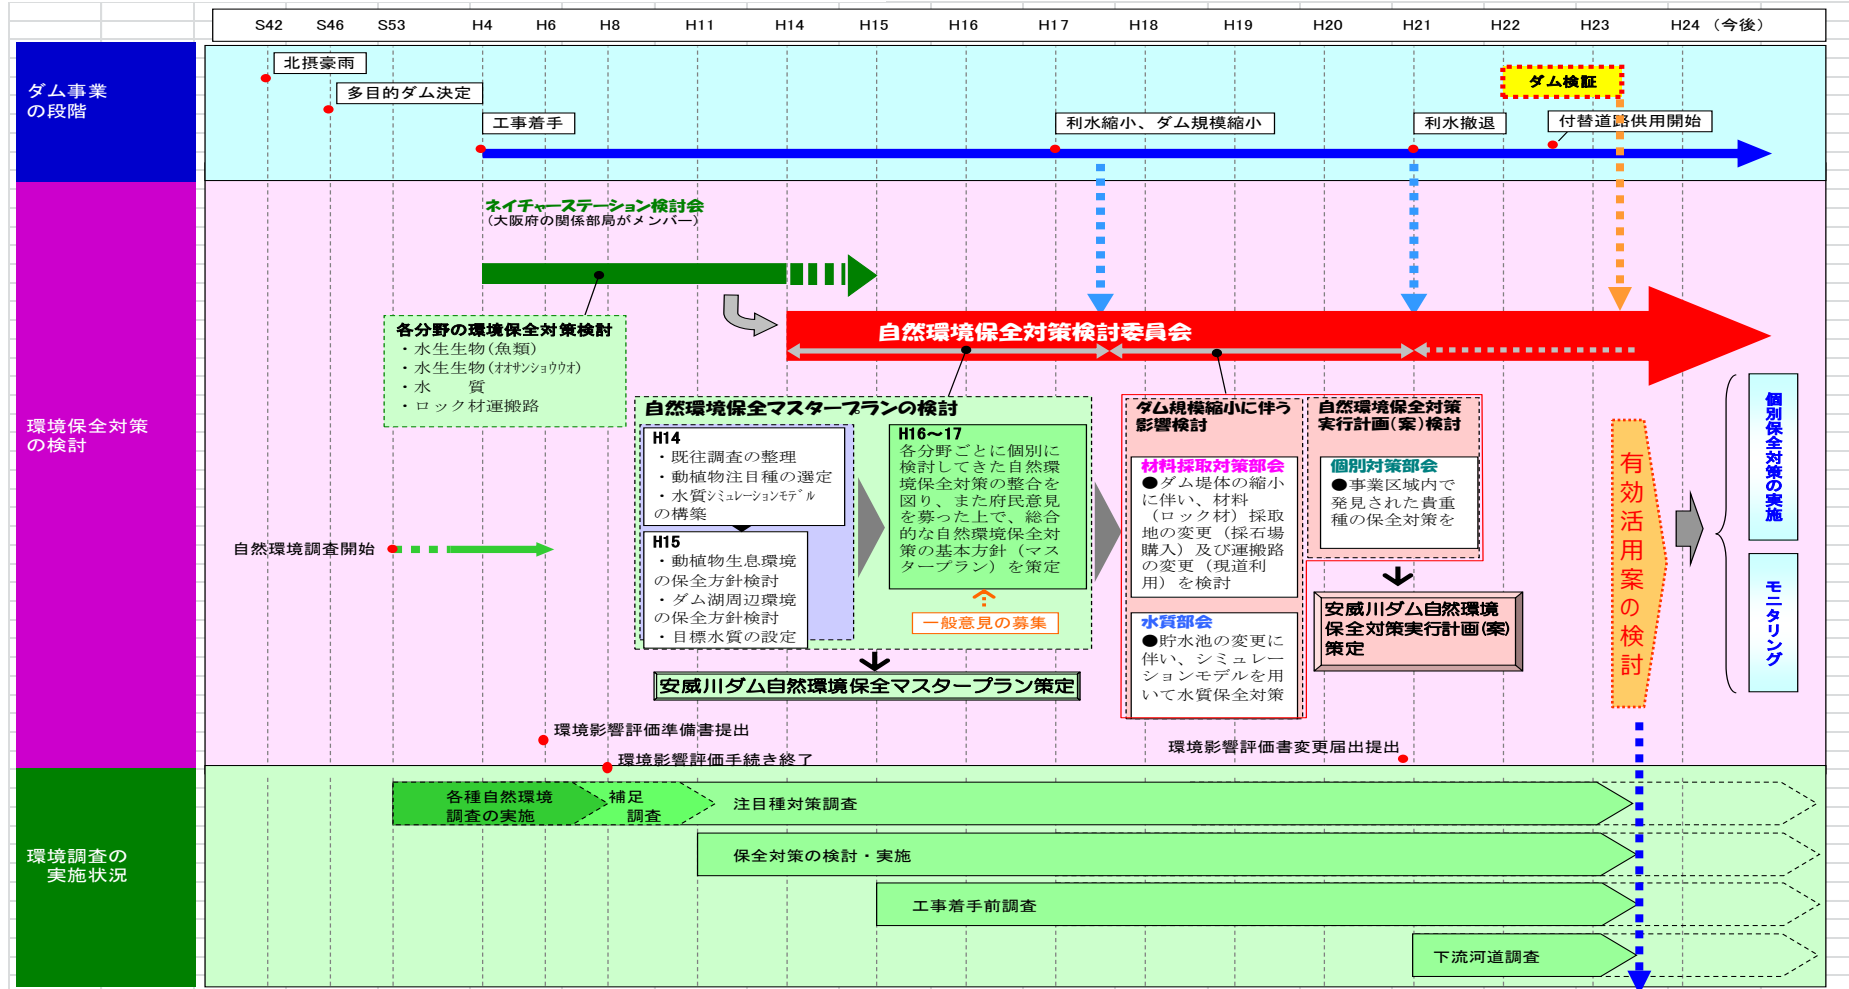 S42 S46 S53 H4 H6 H8 H11 H14 H15 H16 H17 H18 H19 H20 H21 H22 H23 H24 (今後)
ダム事業
の段階
北摂豪雨
多目的ダム決定
工事着手
利水縮小、ダム規模縮小
利水撤退
ダム検証
付替道路供用開始
環境保全対策
の検討
ネイチャーステーション検討会
(大阪府の関係部局がメンバー)
各分野の環境保全対策検討
・水生生物(魚類)
・水生生物(オオサンショウウオ)
・水　　質
・ロック材運搬路
自然環境調査開始
自然環境保全対策検討委員会
自然環境保全マスタープランの検討
H14
・既往調査の整理
・動植物注目種の選定
・水質シミュレーションモデル
の構築
H15
・動植物生息環境
の保全方針検討
・ダム湖周辺環境
の保全方針検討
・目標水質の設定
H16～17
各分野ごとに個別に
検討してきた自然環
境保全対策の整合を
図り、また府民意見
を募った上で、総合
的な自然環境保全対
策の基本方針（マス
タープラン）を策定
一般意見の募集
安威川ダム自然環境保全マスタープラン策定
ダム規模縮小に伴う
影響検討
材料採取対策部会
●ダム堤体の縮小
に伴い、材料
（ロック材）採取
地の変更（採石場
購入）及び運搬路
の変更（現道利
用）を検討
水質部会
●貯水池の変更に
伴い、シミュレー
ションモデルを用
いて水質保全対策
自然環境保全対策
実行計画(案)検討
個別対策部会
●事業区域内で
発見された貴重
種の保全対策を
安威川ダム自然環境
保全対策実行計画(案)
策定
有効活用案の検討
個別保全対策の実施
モニタリング
環境影響評価準備書提出
環境影響評価手続き終了
環境影響評価書変更届出提出
環境調査の
実施状況
各種自然環境
調査の実施
補足
調査
注目種対策調査
保全対策の検討・実施
工事着手前調査
下流河道調査